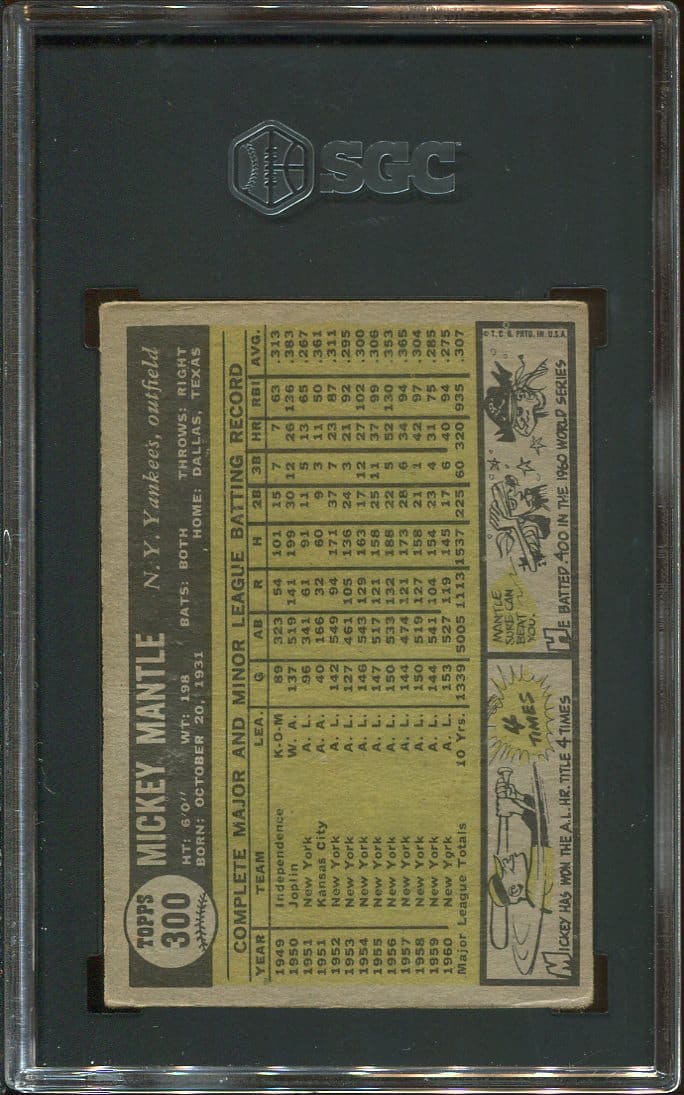 SGC
TOPPS
300
MICKEY MANTLE N.Y. Yankees, outfield
HT: 6'0" WT: 198 BATS: BOTH THROWS: RIGHT
BORN: OCTOBER 20, 1931 HOME: DALLAS, TEXAS
COMPLETE MAJOR AND MINOR LEAGUE BATTING RECORD
YEAR TEAM LEA. G AB R H 2B 3B HR RBI AVG.
1949 Independence K-O-M 89 323 54 101 15 7 7 63 .313
1950 Joplin W. A. 137 519 141 199 30 12 26 136 .383
1951 New York A. L. 96 341 61 91 11 5 13 65 .267
1951 Kansas City A. A. 40 166 32 60 9 3 11 50 .361
1952 New York A. L. 142 549 94 171 37 7 23 87 .311
1953 New York A. L. 127 461 105 136 24 3 21 92 .295
1954 New York A. L. 146 543 129 163 17 12 27 102 .300
1955 New York A. L. 147 517 121 158 25 11 37 99 .306
1956 New York A. L. 150 533 132 188 22 5 52 130 .353
1957 New York A. L. 144 474 121 173 28 6 34 94 .365
1958 New York A. L. 150 519 127 158 21 1 42 97 .304
1959 New York A. L. 144 541 104 154 23 4 31 75 .285
1960 New York A. L. 153 527 119 145 17 6 40 94 .275
Major League Totals 10 Yrs. 1339 5005 1113 1537 225 60 320 935 .307
4
TIMES
MICKEY HAS WON THE A.L. HR. TITLE 4 TIMES
MANTLE
SURE CAN
BEAT
YOU.
HE BATTED .400 IN THE 1960 WORLD SERIES
© T. C. G. PRTD. IN U.S.A.